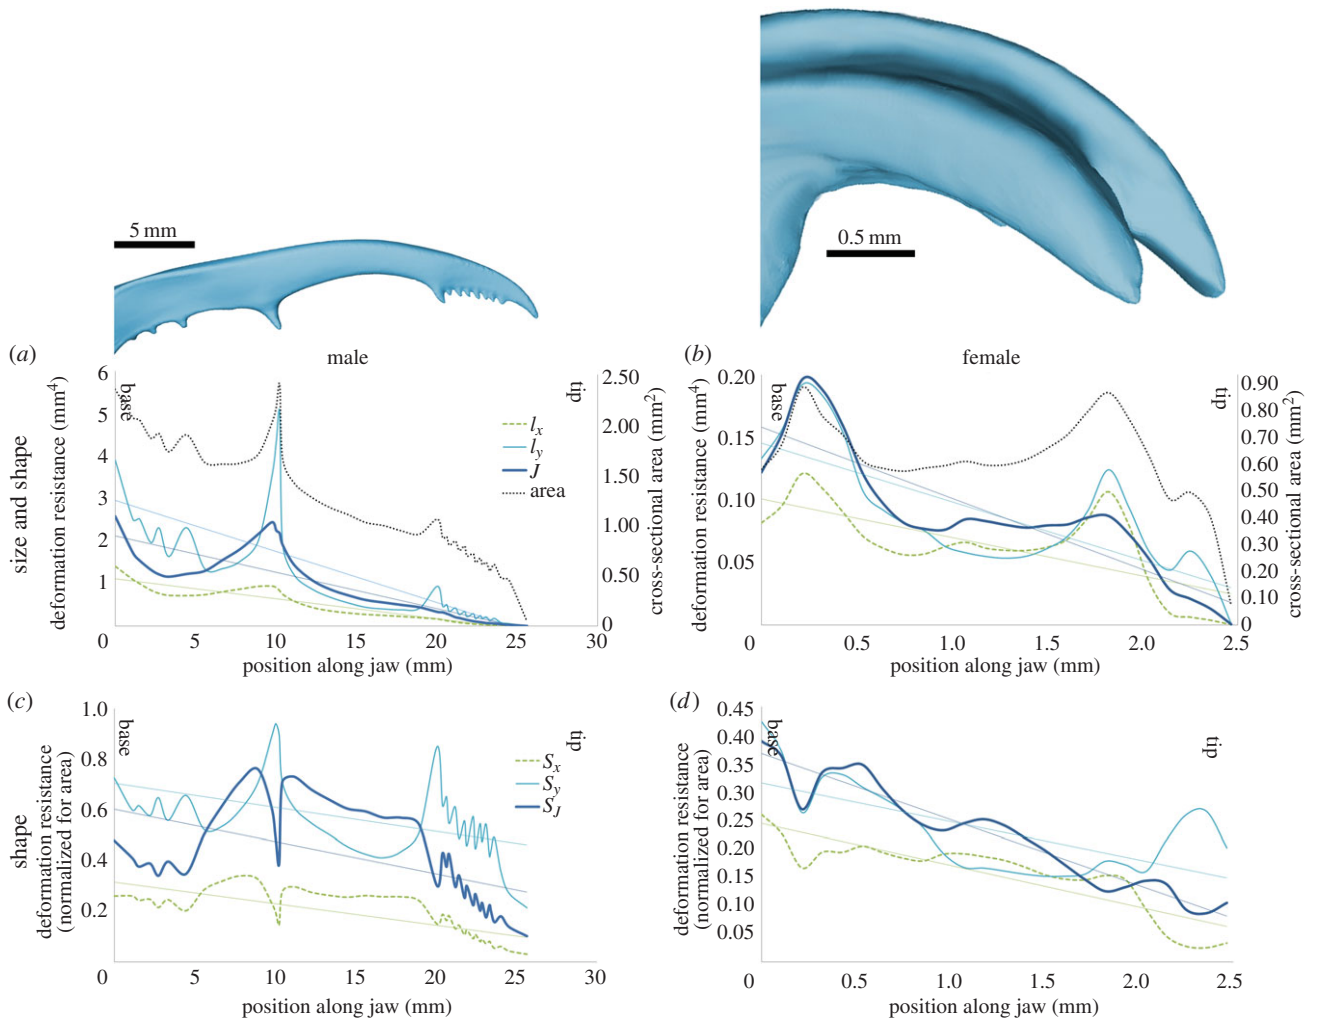 5 mm
0.5 mm
(a)
male
(b)
female
size and shape
deformation resistance (mm⁴)
6
5
4
3
2
1
base
tip
2.50
2.00
1.50
1.00
0.50
0
cross-sectional area (mm²)
lₓ
l_y
J
area
0 5 10 15 20 25 30
position along jaw (mm)
deformation resistance (mm⁴)
0.20
0.15
0.10
0.05
base
tip
0.90
0.80
0.70
0.60
0.50
0.40
0.30
0.20
0.10
0
cross-sectional area (mm²)
0 0.5 1.0 1.5 2.0 2.5
position along jaw (mm)
(c)
shape
deformation resistance
(normalized for area)
1.0
0.8
0.6
0.4
0.2
base
tip
Sₓ
S_y
S_J
0 5 10 15 20 25 30
position along jaw (mm)
(d)
deformation resistance
(normalized for area)
0.45
0.40
0.35
0.30
0.25
0.20
0.15
0.10
0.05
base
tip
0 0.5 1.0 1.5 2.0 2.5
position along jaw (mm)